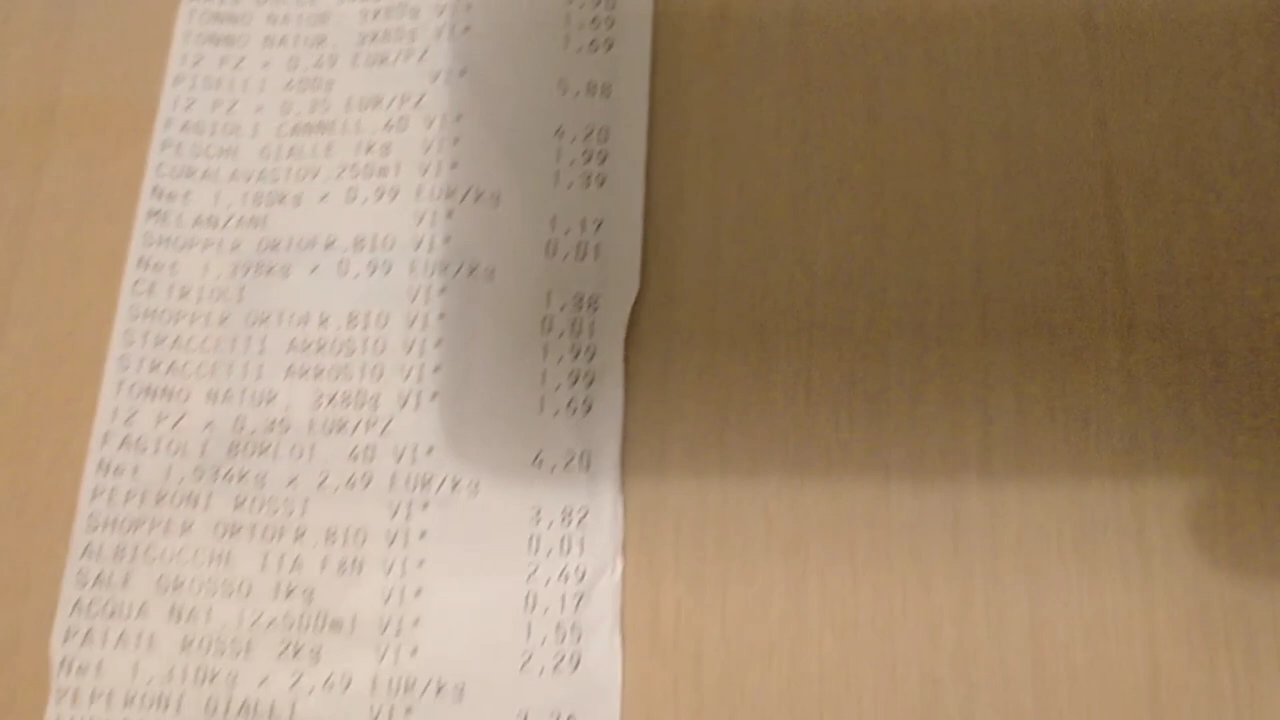 TONNO NATUR. 3X80g VI* 1,69
TONNO NATUR. 3X80g VI* 1,69
12 PZ x 0,49 EUR/PZ
PISELLI 400g VI* 5,88
12 PZ x 0,35 EUR/PZ
FAGIOLI CANNELL.40 VI* 4,20
PESCHE GIALLE 1kg VI* 1,99
CURALAVASTOV.250ml VI* 1,39
Net 1,180kg x 0,99 EUR/kg
MELANZANE VI* 1,17
SHOPPER ORTOFR.BIO VI* 0,01
Net 1,398kg x 0,99 EUR/kg
CETRIOLI VI* 1,38
SHOPPER ORTOFR.BIO VI* 0,01
STRACCETTI ARROSTO VI* 1,99
STRACCETTI ARROSTO VI* 1,99
TONNO NATUR. 3X80g VI* 1,69
12 PZ x 0,35 EUR/PZ
FAGIOLI BORLOT. 40 VI* 4,20
Net 1,534kg x 2,49 EUR/kg
PEPERONI ROSSI VI* 3,82
SHOPPER ORTOFR.BIO VI* 0,01
ALBICOCCHE ITA F&N VI* 2,49
SALE GROSSO 1kg VI* 0,17
ACQUA NAT.12x500ml VI*
PATATE ROSSE 2kg VI* 2,29
Net 1,310kg x 2,49 EUR/kg
PEPERONI GIALLI VI*